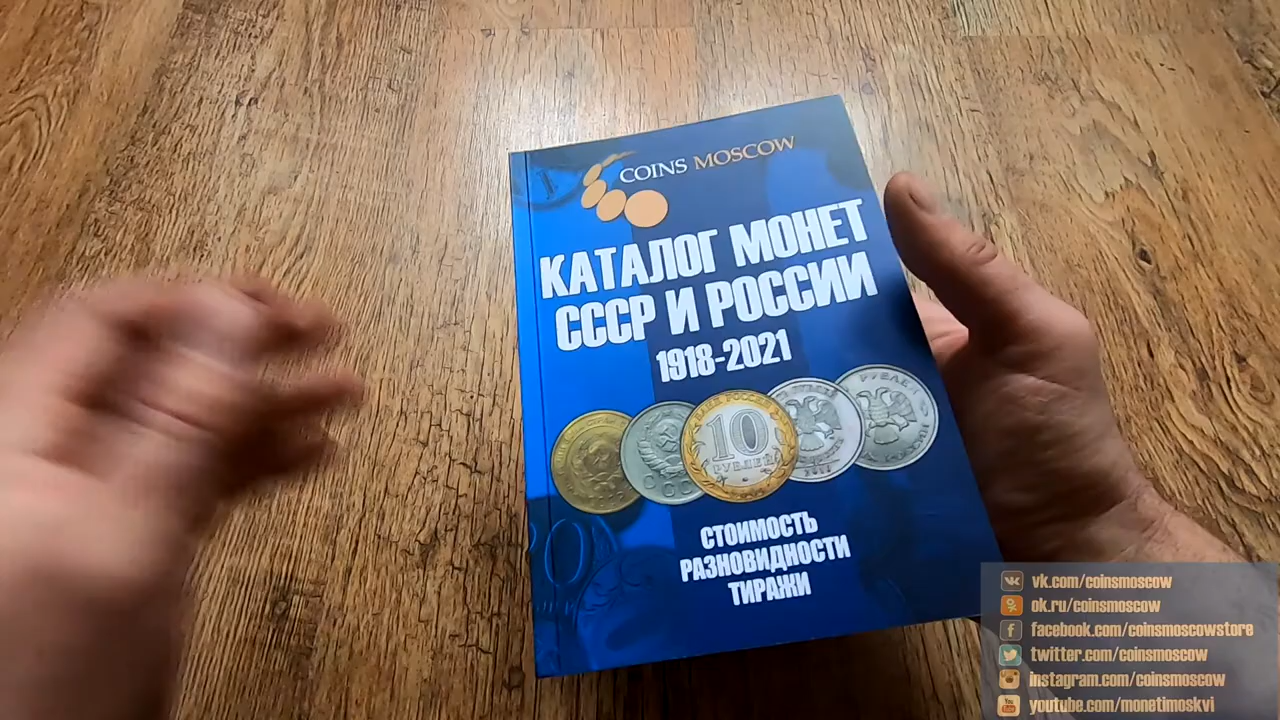 COINS MOSCOW
КАТАЛОГ МОНЕТ
СССР И РОССИИ
1918-2021
10
РУБЛЕЙ
СТОИМОСТЬ
РАЗНОВИДНОСТИ
ТИРАЖИ
vk.com/coinsmoscow
ok.ru/coinsmoscow
facebook.com/coinsmoscowstore
twitter.com/coinsmoscow
instagram.com/coinsmoscow
youtube.com/monetimoskvi